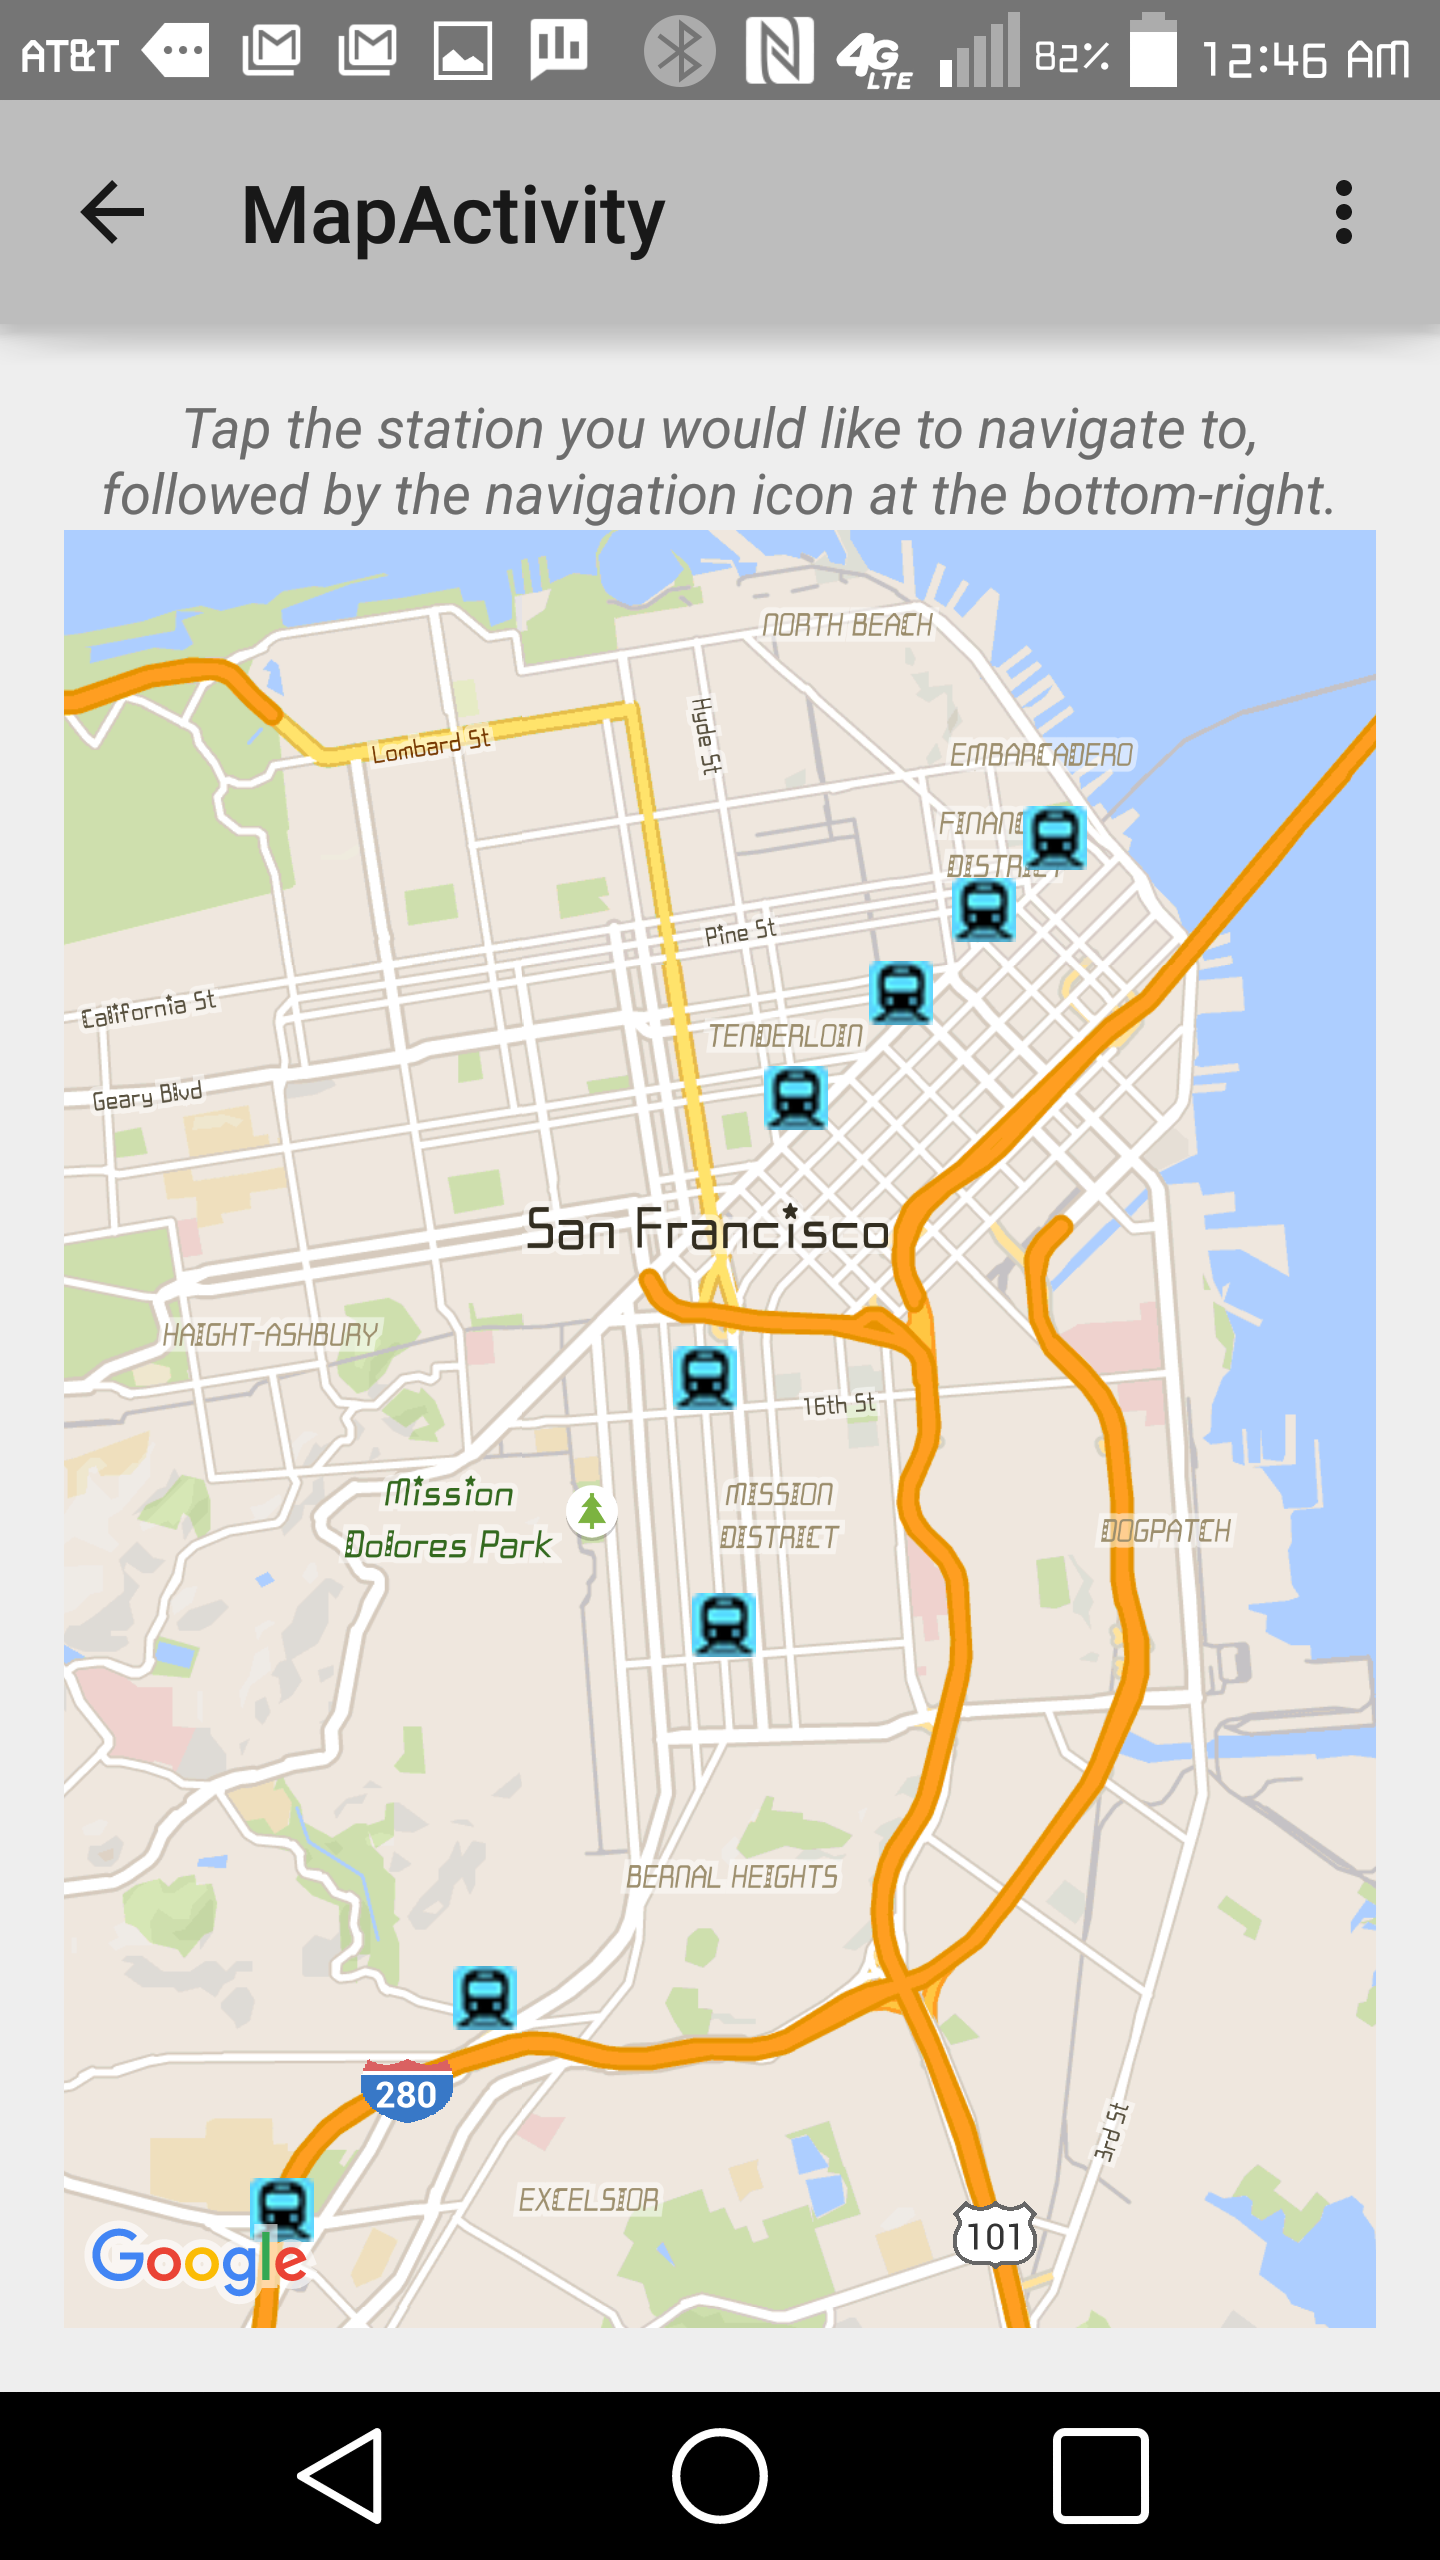 AT&T 4G LTE 82% 12:46 AM
MapActivity
Tap the station you would like to navigate to,
followed by the navigation icon at the bottom-right.
NORTH BEACH
Hyde St
Lombard St
EMBARCADERO
DISTRICT
Pine St
California St
TENDERLOIN
Geary Blvd
San Francisco
HAIGHT-ASHBURY
16th St
Mission
Dolores Park
MISSION
DISTRICT
DOGPATCH
BERNAL HEIGHTS
280
3rd St
EXCELSIOR
101
Google